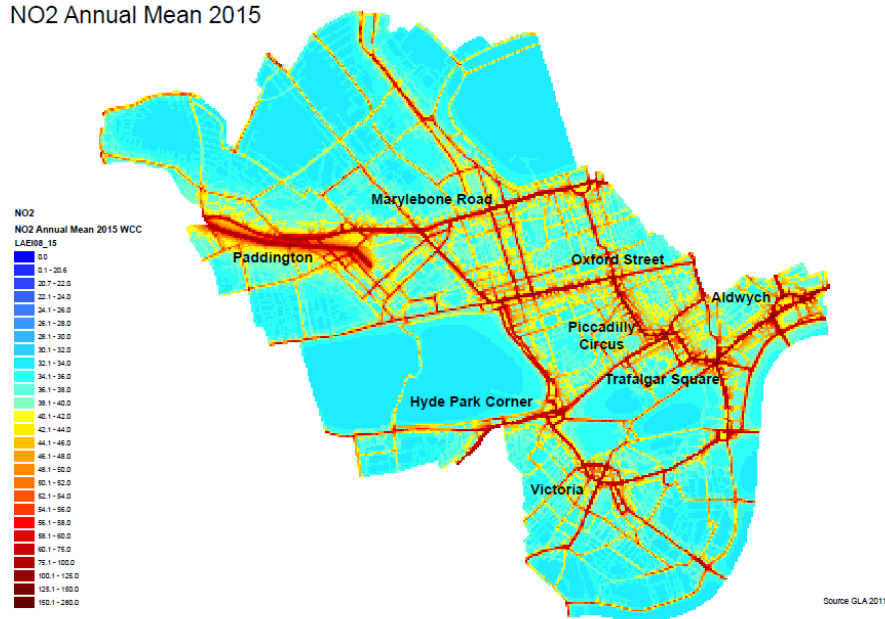 NO2 Annual Mean 2015
Marylebone Road
NO2
NO2 Annual Mean 2015 WCC
LAEI08_15
0.0
0.1 - 20.6
20.7 - 22.0
22.1 - 24.0
24.1 - 26.0
26.1 - 28.0
28.1 - 30.0
30.1 - 32.0
32.1 - 34.0
34.1 - 36.0
36.1 - 38.0
38.1 - 40.0
40.1 - 42.0
42.1 - 44.0
44.1 - 46.0
46.1 - 48.0
48.1 - 50.0
50.1 - 52.0
52.1 - 54.0
54.1 - 56.0
56.1 - 58.0
58.1 - 60.0
60.1 - 75.0
75.1 - 100.0
100.1 - 125.0
125.1 - 150.0
150.1 - 280.0
Paddington
Oxford Street
Aldwych
Piccadilly
Circus
Trafalgar Square
Hyde Park Corner
Victoria
Source GLA 2011